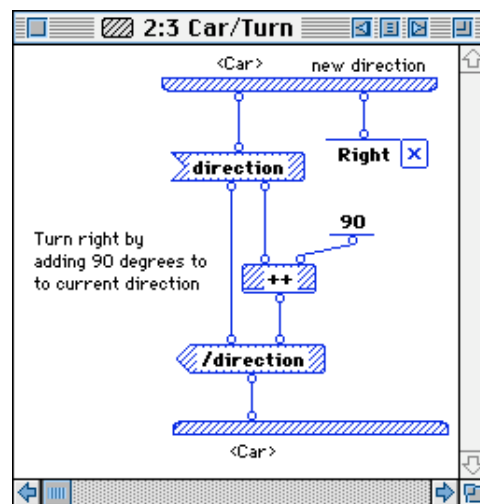 2:3 Car/Turn
<Car>
new direction
Right
direction
90
Turn right by
adding 90 degrees to
to current direction
++
/direction
<Car>